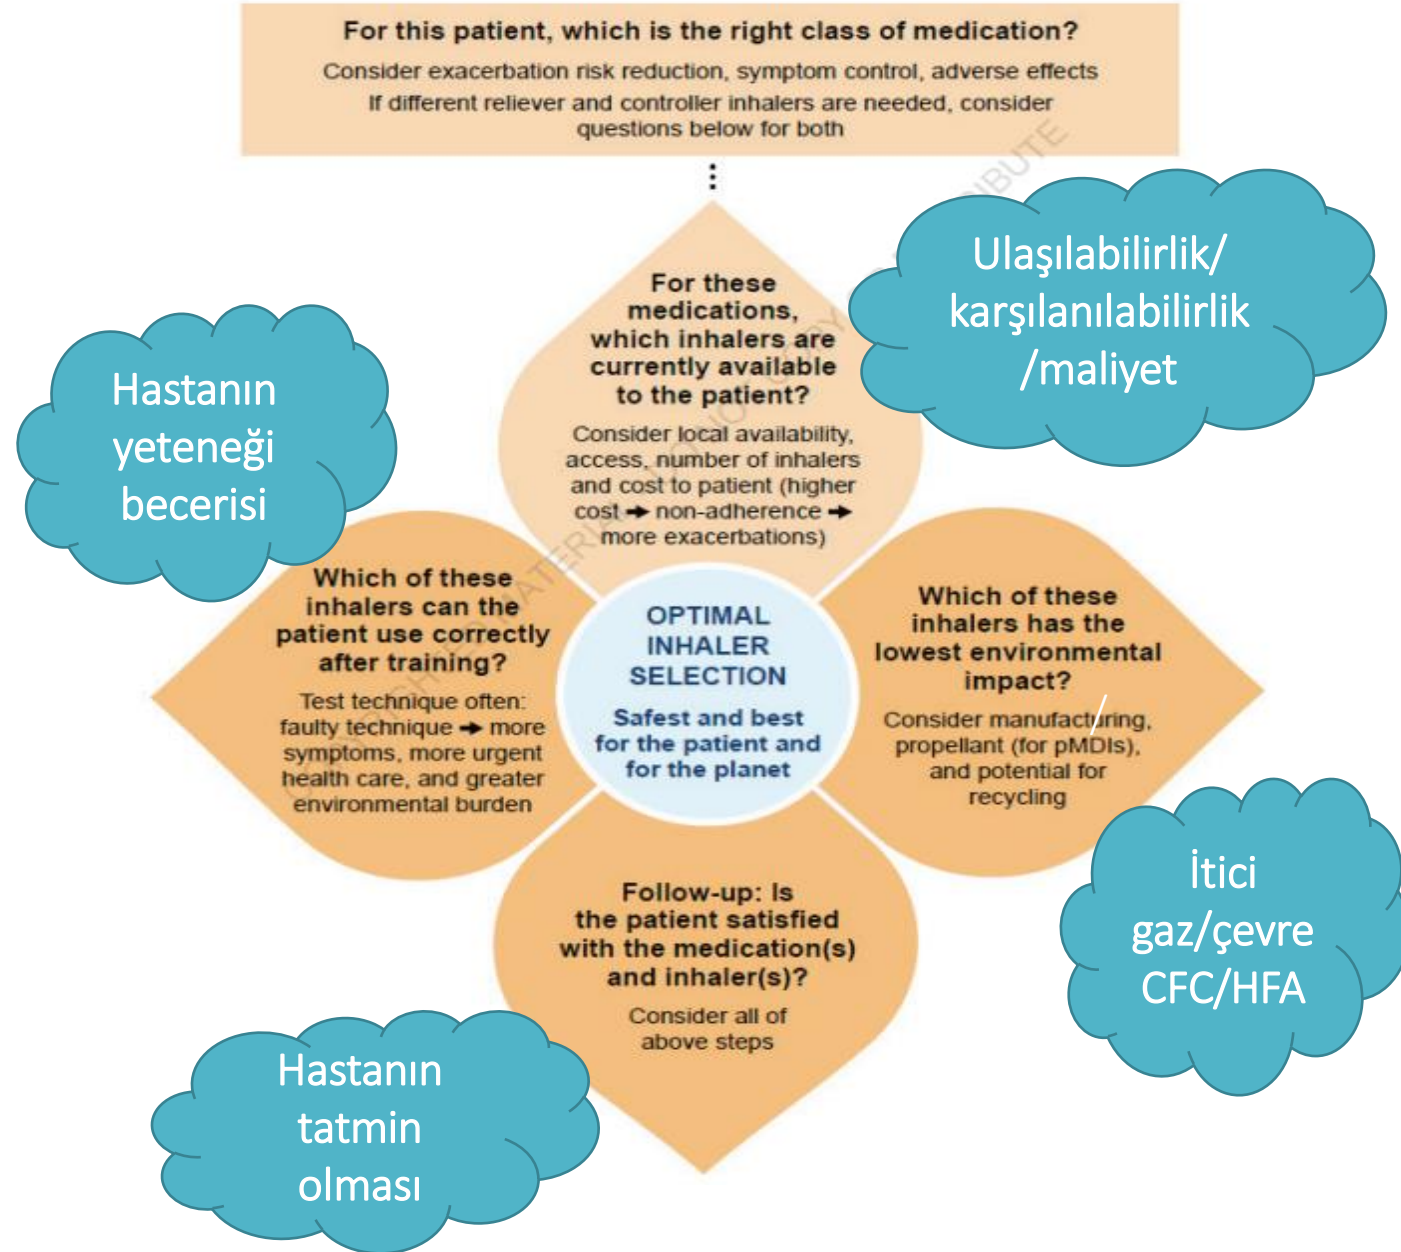 For this patient, which is the right class of medication?
Consider exacerbation risk reduction, symptom control, adverse effects
If different reliever and controller inhalers are needed, consider
questions below for both
For these
medications,
which inhalers are
currently available
to the patient?
Consider local availability,
access, number of inhalers
and cost to patient (higher
cost → non-adherence →
more exacerbations)
Ulaşılabilirlik/
karşılanılabilirlik
/maliyet
Hastanın
yeteneği
becerisi
Which of these
inhalers can the
patient use correctly
after training?
Test technique often:
faulty technique → more
symptoms, more urgent
health care, and greater
environmental burden
OPTIMAL
INHALER
SELECTION
Safest and best
for the patient and
for the planet
Which of these
inhalers has the
lowest environmental
impact?
Consider manufacturing,
propellant (for pMDIs),
and potential for
recycling
İtici
gaz/çevre
CFC/HFA
Follow-up: Is
the patient satisfied
with the medication(s)
and inhaler(s)?
Consider all of
above steps
Hastanın
tatmin
olması